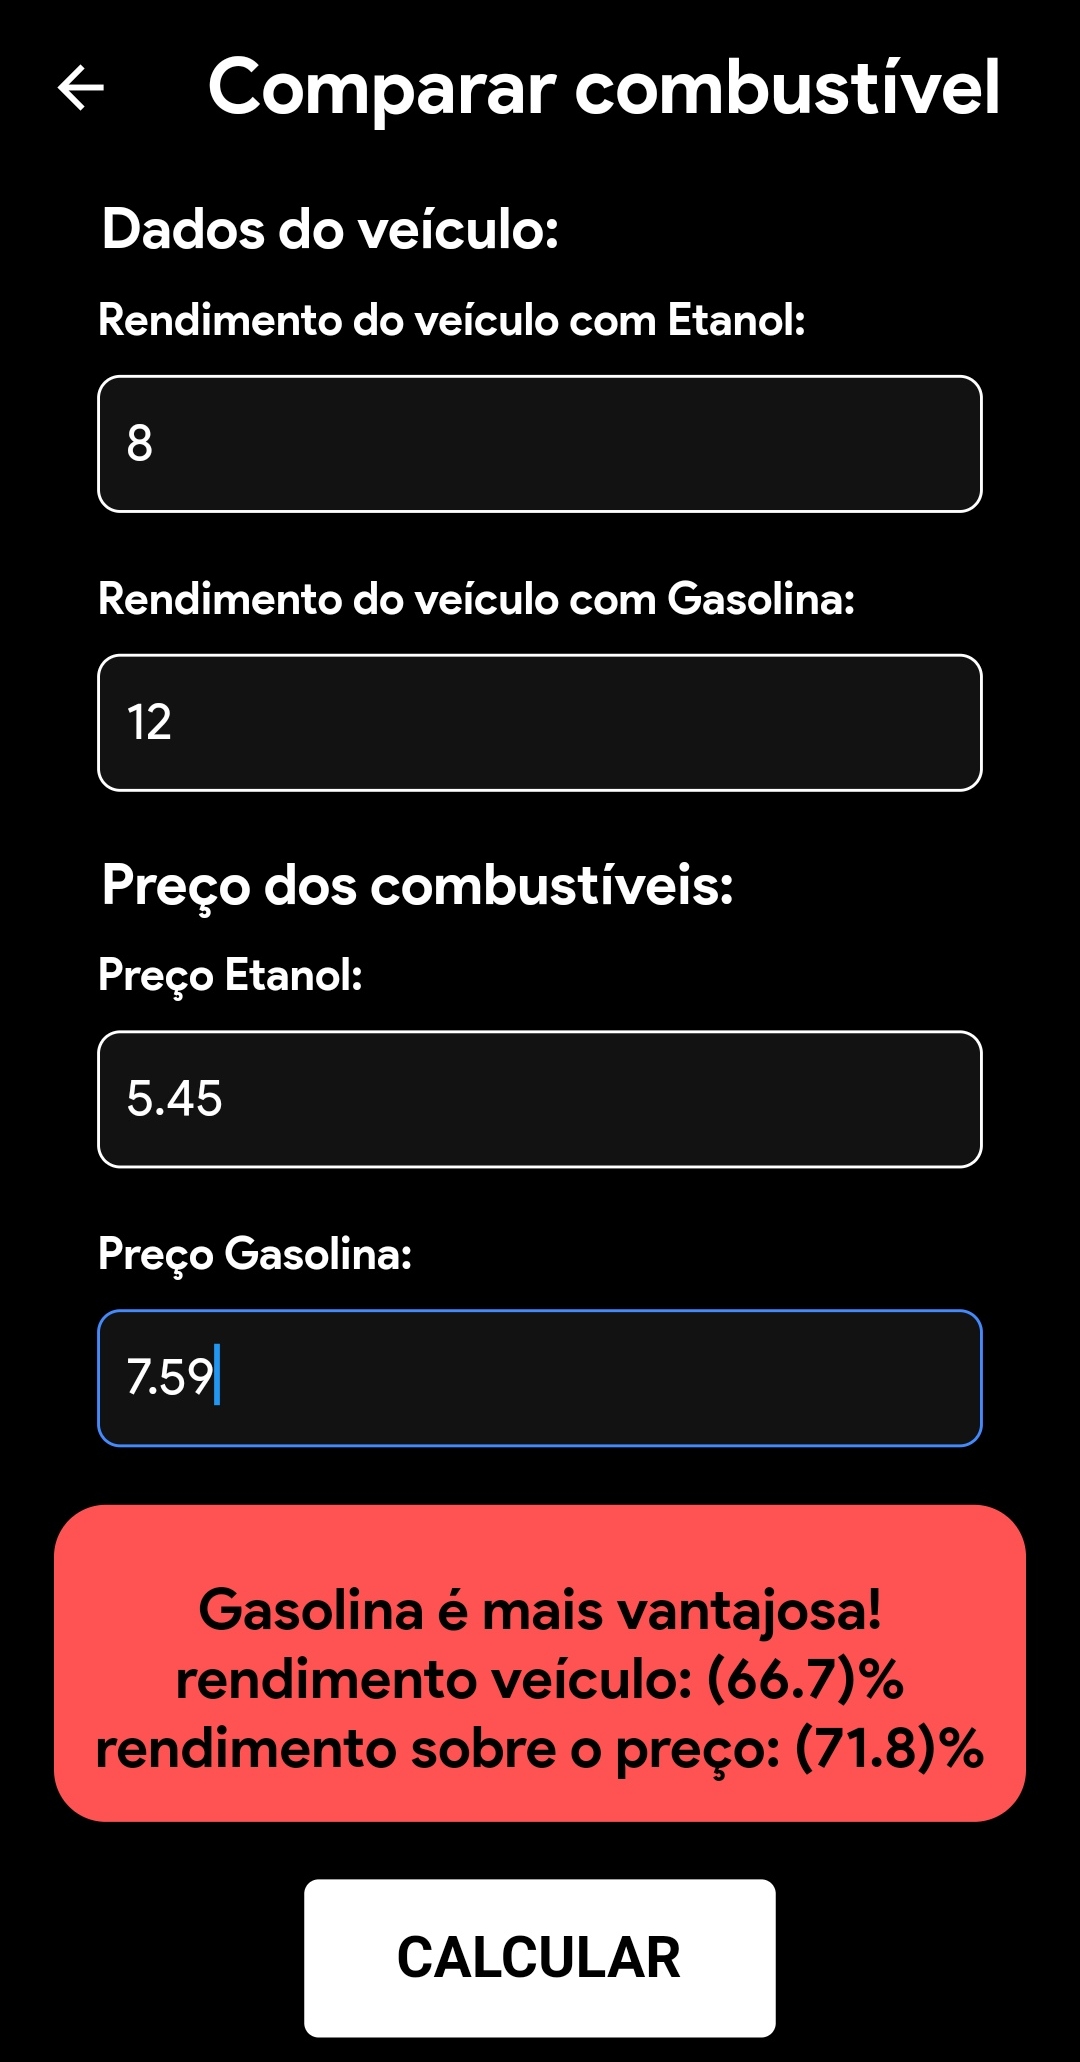 Comparar combustível
Dados do veículo:
Rendimento do veículo com Etanol:
8
Rendimento do veículo com Gasolina:
12
Preço dos combustíveis:
Preço Etanol:
5.45
Preço Gasolina:
7.59
Gasolina é mais vantajosa!
rendimento veículo: (66.7)%
rendimento sobre o preço: (71.8)%
CALCULAR